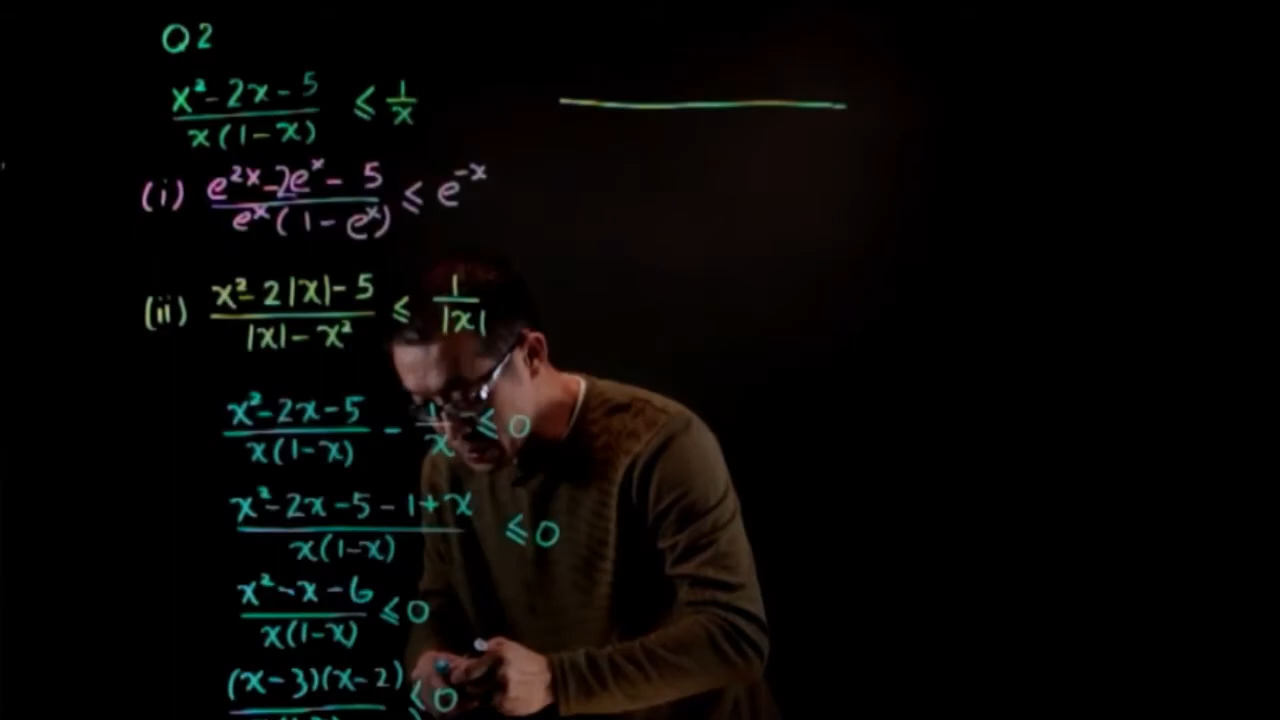 Q2
x² - 2x - 5 / x(1 - x) ≤ 1/x
(i) e^{2x} - 2e^x - 5 / e^x(1 - e^x) ≤ e^{-x}
(ii) x² - 2|x| - 5 / |x| - x² ≤ 1/|x|
x² - 2x - 5 / x(1 - x) - 1/x ≤ 0
x² - 2x - 5 - 1 + x / x(1 - x) ≤ 0
x² - x - 6 / x(1 - x) ≤ 0
(x - 3)(x - 2) ≤ 0